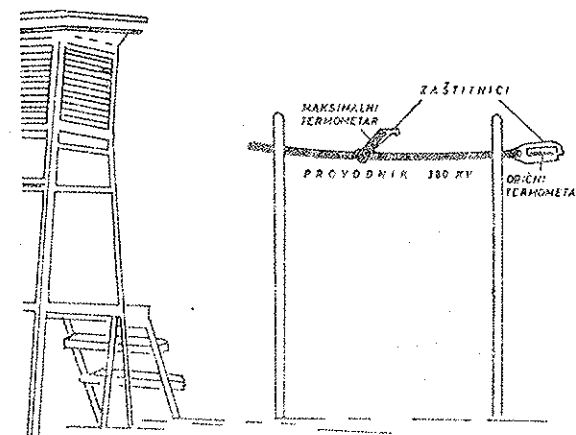 ZAŠTITNICI
MAKSIMALNI
TERMOMETAR
PROVODNIK 380 KV
OBIČNI
TERMOMETA